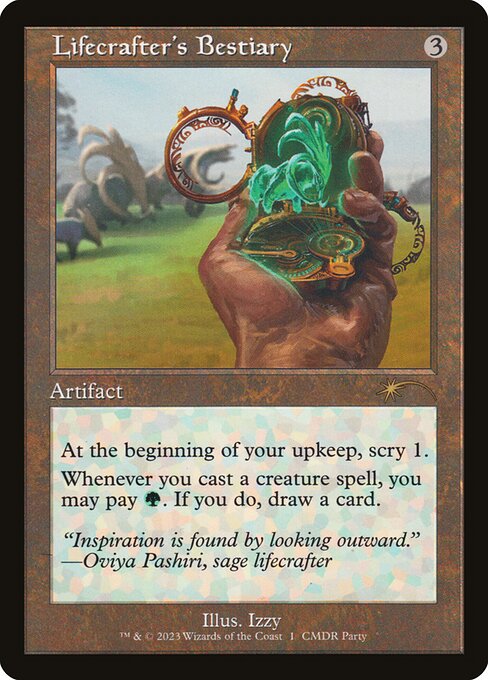 Lifecrafter's Bestiary 3
Artifact
At the beginning of your upkeep, scry 1.
Whenever you cast a creature spell, you
may pay . If you do, draw a card.
“Inspiration is found by looking outward.”
—Oviya Pashiri, sage lifecrafter
Illus. Izzy
™ & © 2023 Wizards of the Coast 1 CMDR Party